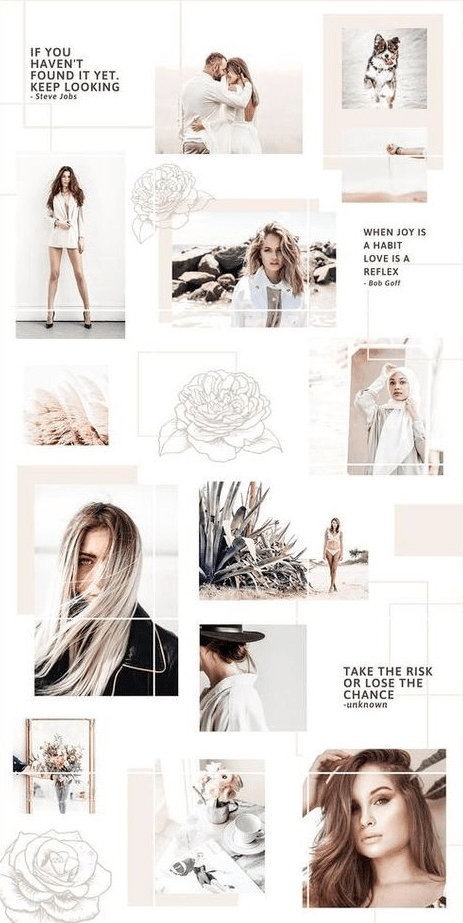 IF YOU
HAVEN'T
FOUND IT YET.
KEEP LOOKING
- Steve Jobs
WHEN JOY IS
A HABIT
LOVE IS A
REFLEX
- Bob Goff
TAKE THE RISK
OR LOSE THE
CHANCE
-unknown